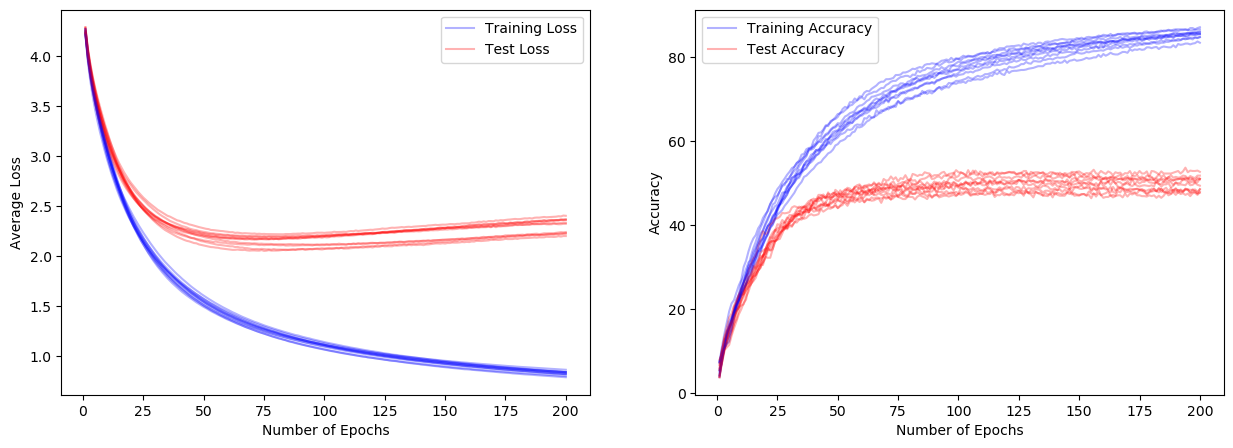 4.0
3.5
3.0
2.5
2.0
1.5
1.0
Average Loss
0 25 50 75 100 125 150 175 200
Number of Epochs
Training Loss
Test Loss
80
60
40
20
0
Accuracy
0 25 50 75 100 125 150 175 200
Number of Epochs
Training Accuracy
Test Accuracy